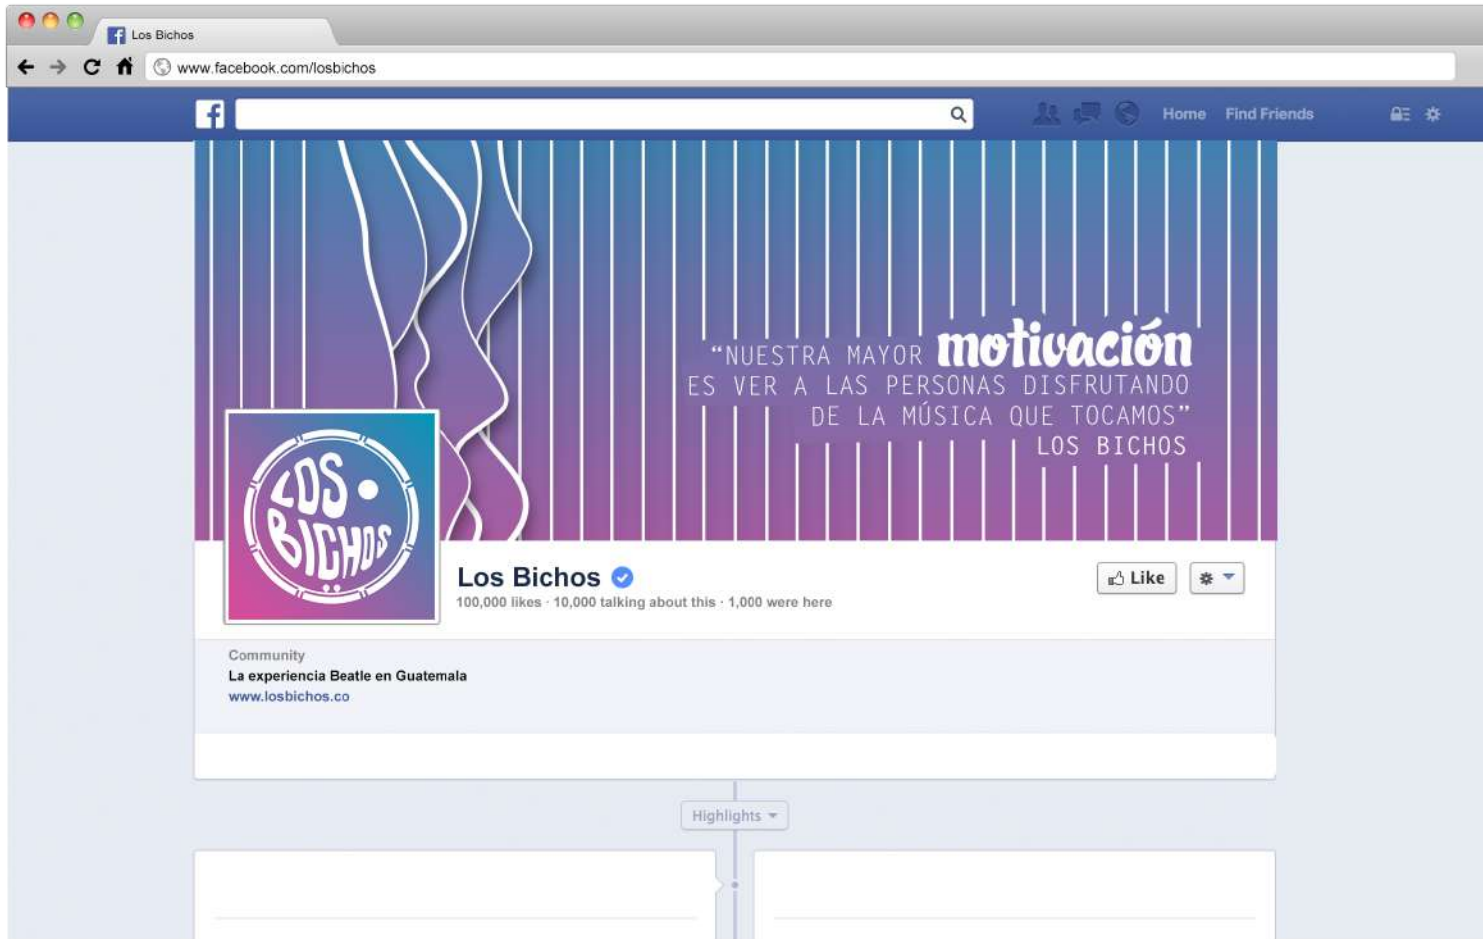 Los Bichos
www.facebook.com/losbichos
Home Find Friends
“NUESTRA MAYOR motivación
ES VER A LAS PERSONAS DISFRUTANDO
DE LA MÚSICA QUE TOCAMOS”
LOS BICHOS
LOS
BICHOS
Los Bichos
Like
100,000 likes · 10,000 talking about this · 1,000 were here
Community
La experiencia Beatle en Guatemala
www.losbichos.co
Highlights